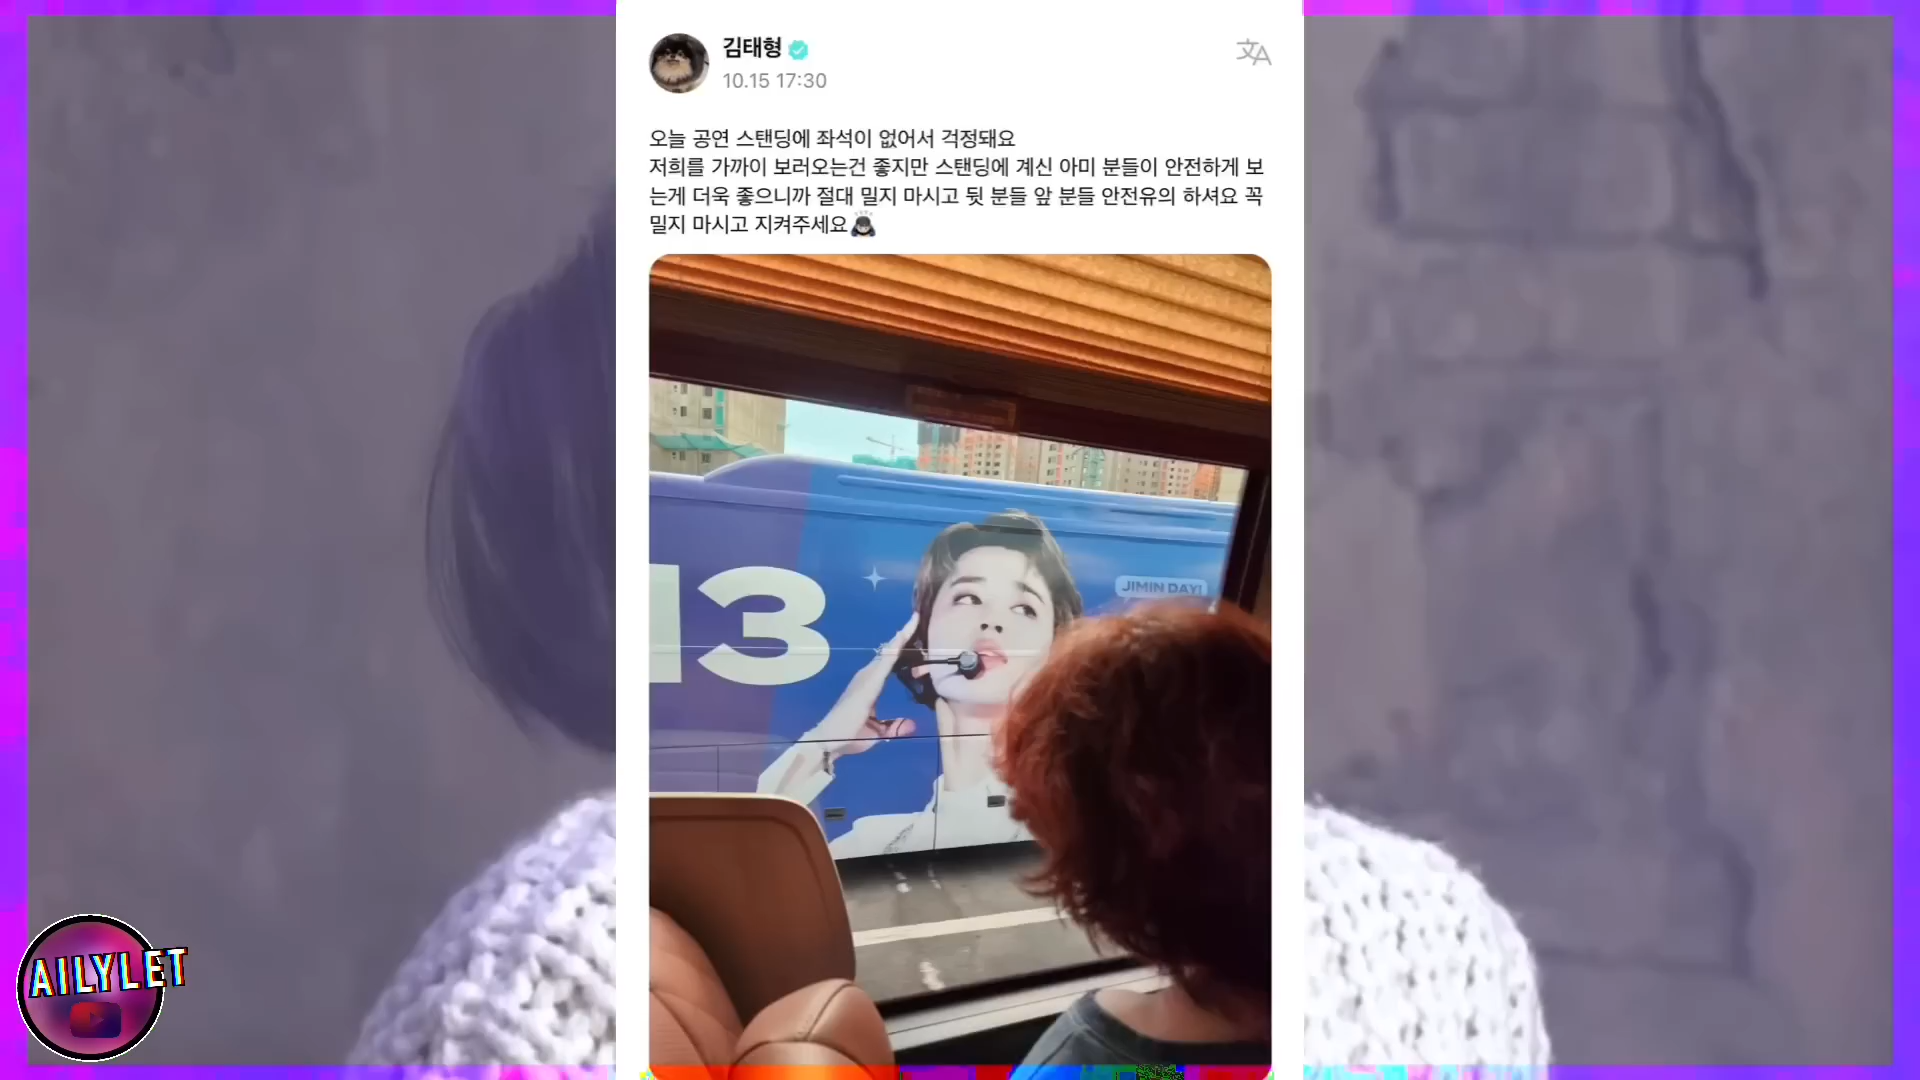 김태형
10.15 17:30
오늘 공연 스탠딩에 좌석이 없어서 걱정돼요
저희를 가까이 보러오는건 좋지만 스탠딩에 계신 아미 분들이 안전하게 보
는게 더욱 좋으니까 절대 밀지 마시고 뒷 분들 앞 분들 안전유의 하셔요 꼭
밀지 마시고 지켜주세요
13
JIMIN DAY!
AILYLET